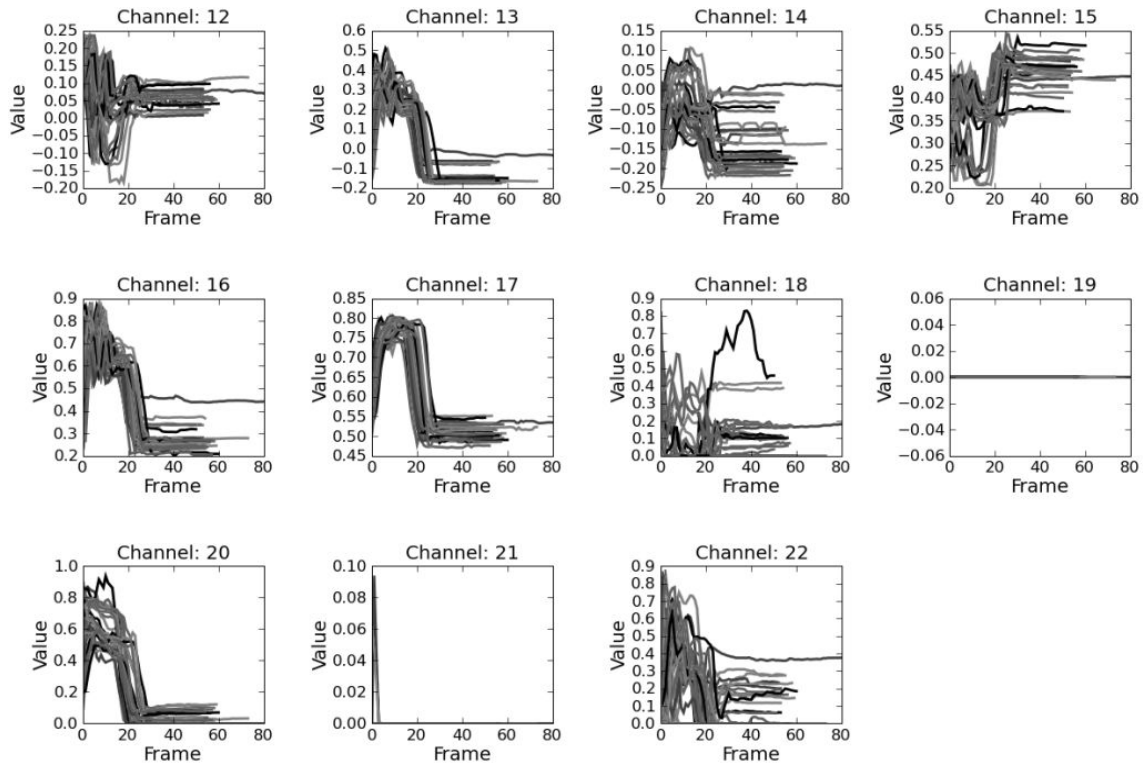 Channel: 12
0.25
0.20
0.15
0.10
0.05
0.00
−0.05
−0.10
−0.15
−0.20
Value
0 20 40 60 80
Frame
Channel: 13
0.6
0.5
0.4
0.3
0.2
0.1
0.0
−0.1
−0.2
Value
0 20 40 60 80
Frame
Channel: 14
0.15
0.10
0.05
0.00
−0.05
−0.10
−0.15
−0.20
−0.25
Value
0 20 40 60 80
Frame
Channel: 15
0.55
0.50
0.45
0.40
0.35
0.30
0.25
0.20
Value
0 20 40 60 80
Frame
Channel: 16
0.9
0.8
0.7
0.6
0.5
0.4
0.3
0.2
Value
0 20 40 60 80
Frame
Channel: 17
0.85
0.80
0.75
0.70
0.65
0.60
0.55
0.50
0.45
Value
0 20 40 60 80
Frame
Channel: 18
0.9
0.8
0.7
0.6
0.5
0.4
0.3
0.2
0.1
0.0
Value
0 20 40 60 80
Frame
Channel: 19
0.06
0.04
0.02
0.00
−0.02
−0.04
−0.06
Value
0 20 40 60 80
Frame
Channel: 20
1.0
0.8
0.6
0.4
0.2
0.0
Value
0 20 40 60 80
Frame
Channel: 21
0.10
0.08
0.06
0.04
0.02
0.00
Value
0 20 40 60 80
Frame
Channel: 22
0.9
0.8
0.7
0.6
0.5
0.4
0.3
0.2
0.1
0.0
Value
0 20 40 60 80
Frame